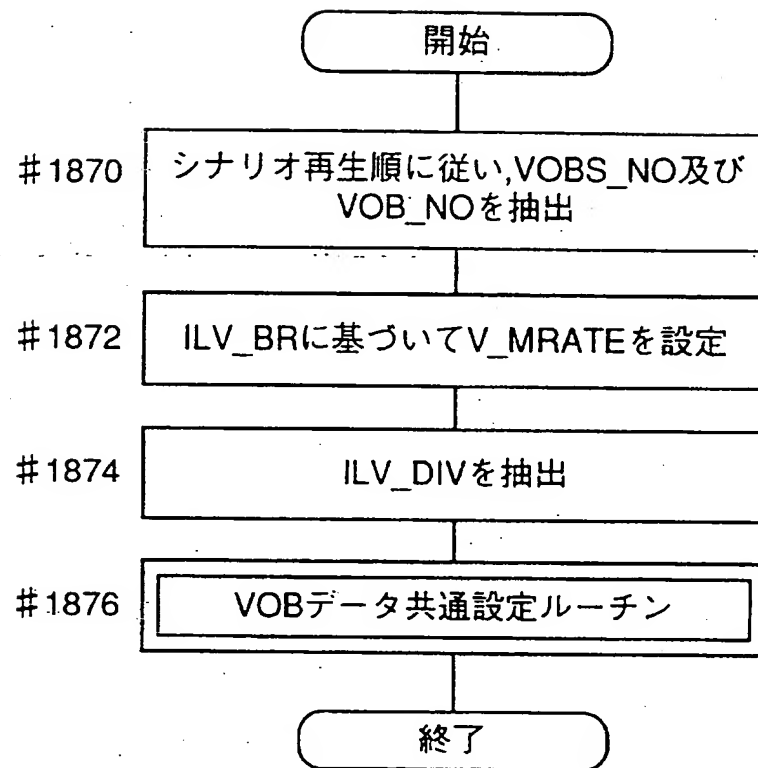 開始
#1870
シナリオ再生順に従い,VOBS_NO及び
VOB_NOを抽出
#1872
ILV_BRに基づいてV_MRATEを設定
#1874
ILV_DIVを抽出
#1876
VOBデータ共通設定ルーチン
終了